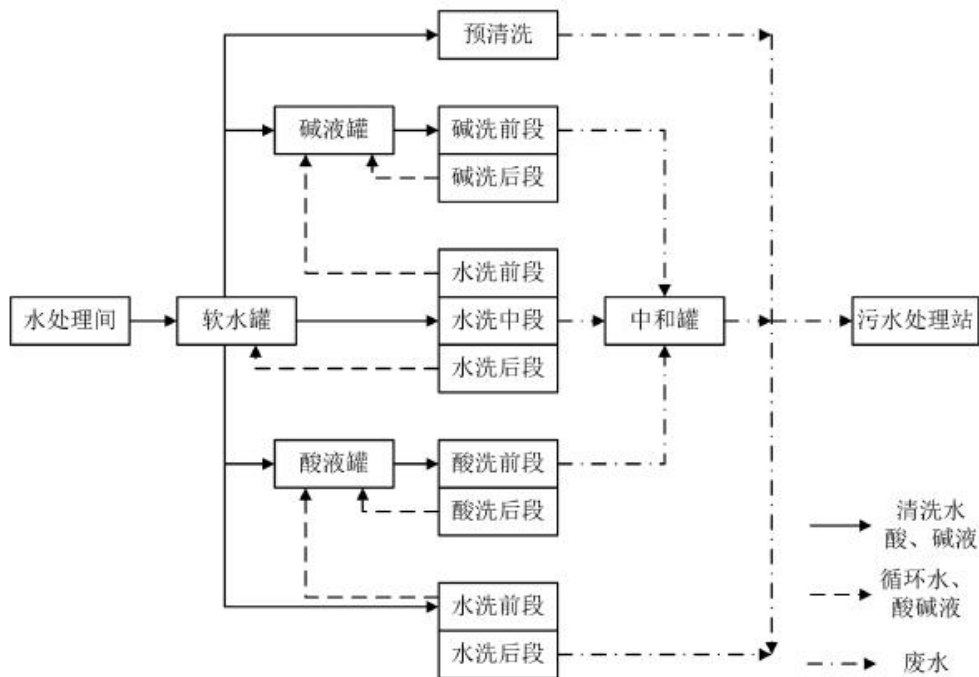 预清洗
碱液罐
碱洗前段
碱洗后段
水洗前段
水处理间
软水罐
水洗中段
中和罐
污水处理站
水洗后段
酸液罐
酸洗前段
酸洗后段
清洗水
酸、碱液
循环水、
酸碱液
水洗前段
水洗后段
废水